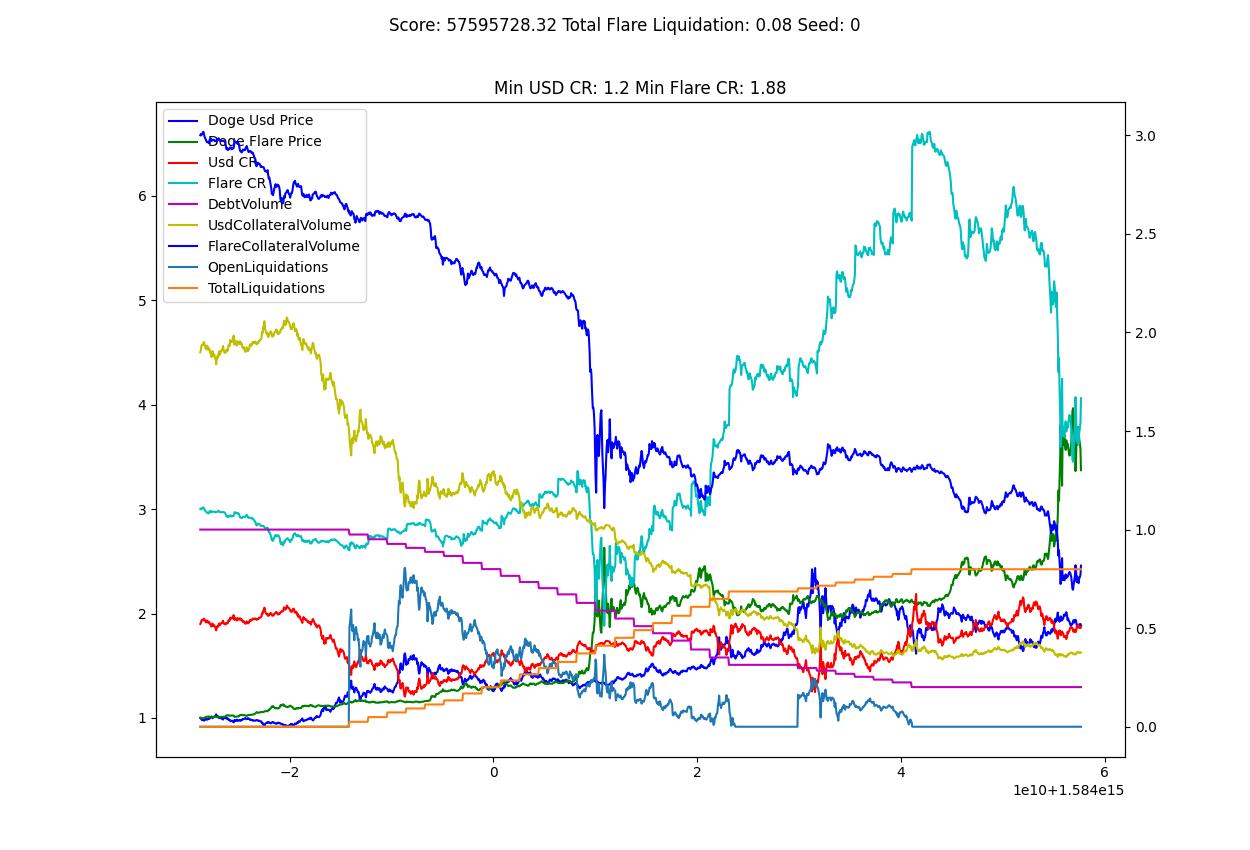 Score: 57595728.32 Total Flare Liquidation: 0.08 Seed: 0
Min USD CR: 1.2 Min Flare CR: 1.88
Doge Usd Price
Doge Flare Price
Usd CR
Flare CR
DebtVolume
UsdCollateralVolume
FlareCollateralVolume
OpenLiquidations
TotalLiquidations
6
5
4
3
2
1
3.0
2.5
2.0
1.5
1.0
0.5
0.0
−2
0
2
4
6
1e10+1.584e15